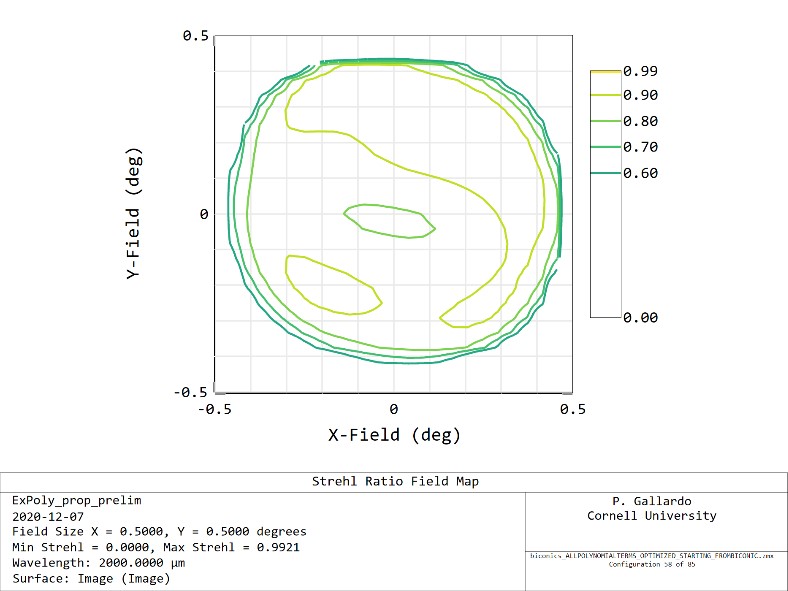 0.5
0
-0.5
Y-Field (deg)
-0.5
0
0.5
X-Field (deg)
0.99
0.90
0.80
0.70
0.60
0.00
Strehl Ratio Field Map
ExPoly_prop_prelim
2020-12-07
Field Size X = 0.5000, Y = 0.5000 degrees
Min Strehl = 0.0000, Max Strehl = 0.9921
Wavelength: 2000.0000 µm
Surface: Image (Image)
P. Gallardo
Cornell University
biconics_ALLPOLYNOMIALTERMS_OPTIMIZED_STARTING_FROMBICONIC.zmx
Configuration 58 of 85